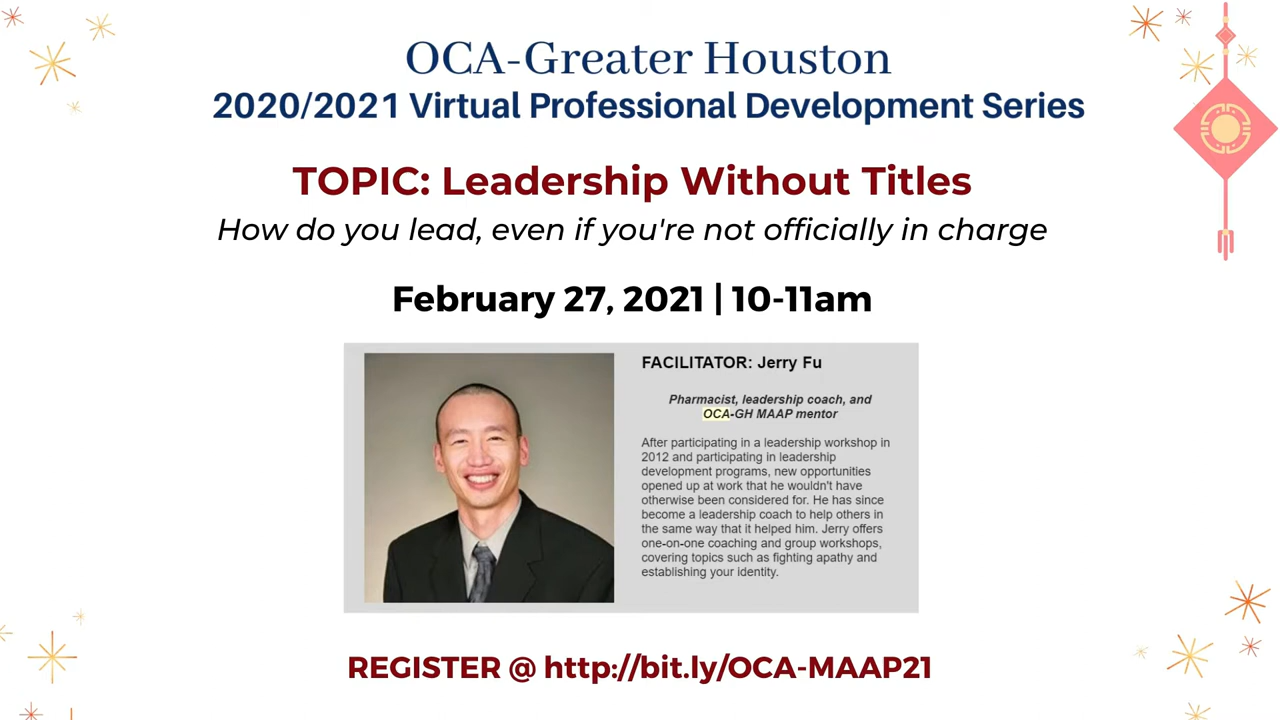 OCA-Greater Houston
2020/2021 Virtual Professional Development Series
TOPIC: Leadership Without Titles
How do you lead, even if you're not officially in charge
February 27, 2021 | 10-11am
FACILITATOR: Jerry Fu
Pharmacist, leadership coach, and
OCA-GH MAAP mentor
After participating in a leadership workshop in
2012 and participating in leadership
development programs, new opportunities
opened up at work that he wouldn't have
otherwise been considered for. He has since
become a leadership coach to help others in
the same way that it helped him. Jerry offers
one-on-one coaching and group workshops,
covering topics such as fighting apathy and
establishing your identity.
REGISTER @ http://bit.ly/OCA-MAAP21